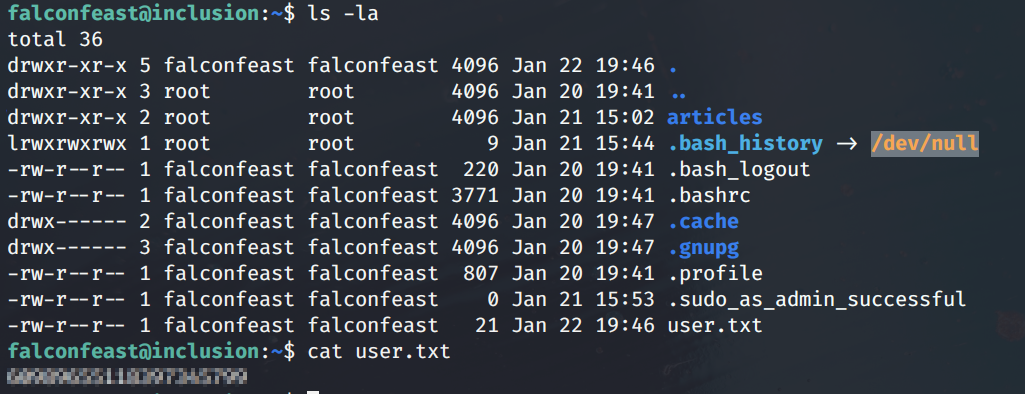 falconfeast@inclusion:~$ ls -la
total 36
drwxr-xr-x 5 falconfeast falconfeast 4096 Jan 22 19:46 .
drwxr-xr-x 3 root        root        4096 Jan 20 19:41 ..
drwxr-xr-x 2 root        root        4096 Jan 21 15:02 articles
lrwxrwxrwx 1 root        root           9 Jan 21 15:44 .bash_history -> /dev/null
-rw-r--r-- 1 falconfeast falconfeast  220 Jan 20 19:41 .bash_logout
-rw-r--r-- 1 falconfeast falconfeast 3771 Jan 20 19:41 .bashrc
drwx------ 2 falconfeast falconfeast 4096 Jan 20 19:47 .cache
drwx------ 3 falconfeast falconfeast 4096 Jan 20 19:47 .gnupg
-rw-r--r-- 1 falconfeast falconfeast  807 Jan 20 19:41 .profile
-rw-r--r-- 1 falconfeast falconfeast    0 Jan 21 15:53 .sudo_as_admin_successful
-rw-r--r-- 1 falconfeast falconfeast   21 Jan 22 19:46 user.txt
falconfeast@inclusion:~$ cat user.txt